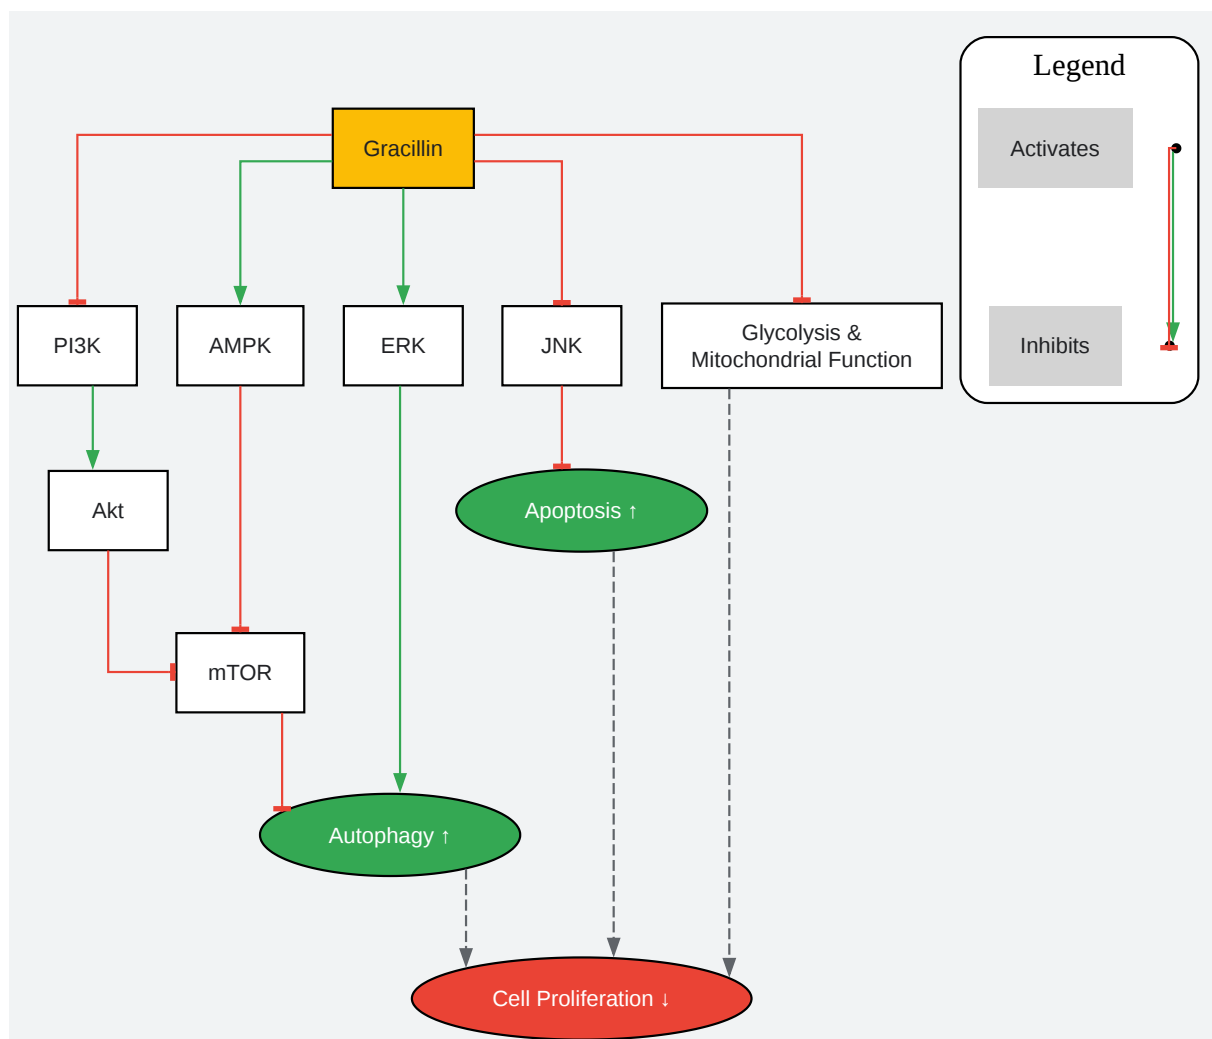 Legend
Gracillin
Activates
PI3K
AMPK
ERK
JNK
Glycolysis &
Mitochondrial Function
Inhibits
Akt
Apoptosis ↑
mTOR
Autophagy ↑
Cell Proliferation ↓